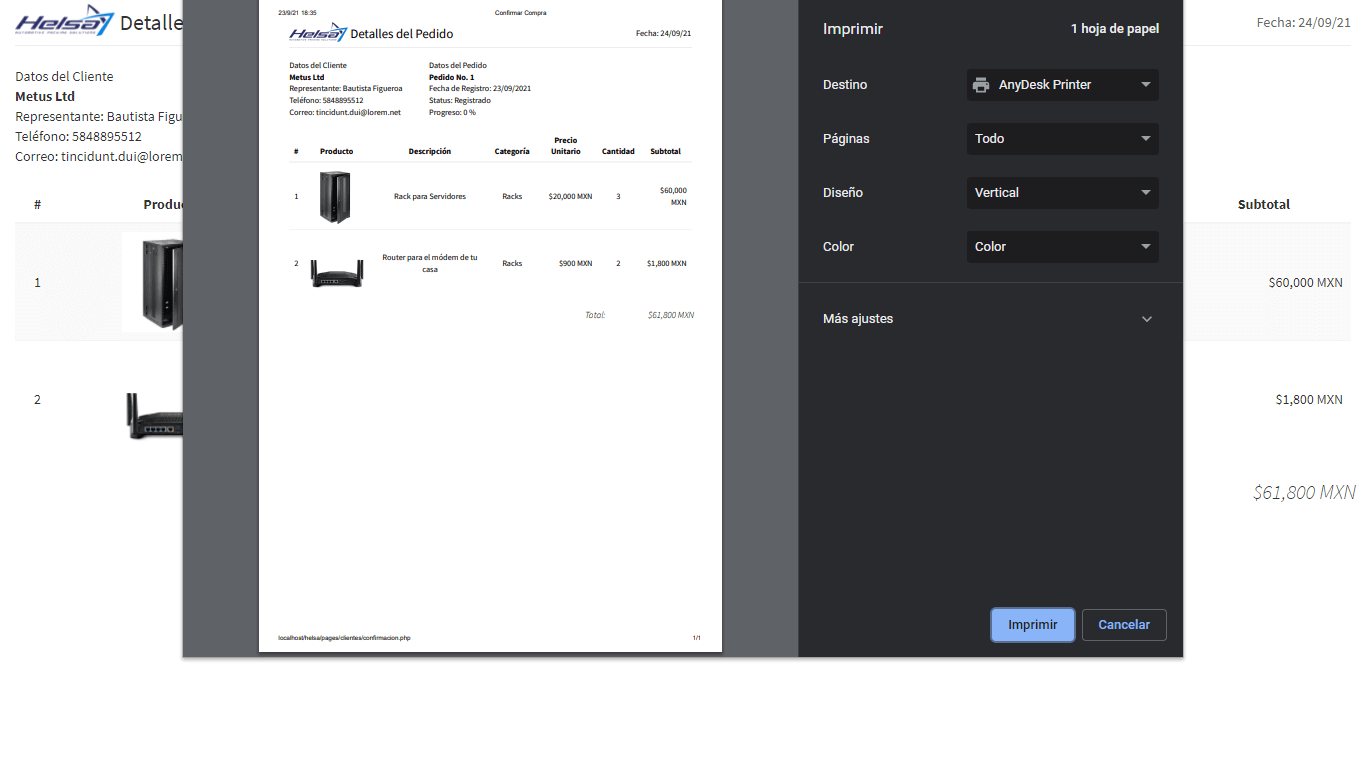 Helsa
AUTOMOTIVE PACKING SOLUTIONS
Detalle
Fecha: 24/09/21
Datos del Cliente
Metus Ltd
Representante: Bautista Figu
Teléfono: 5848895512
Correo: tincidunt.dui@lorem
# Produc Subtotal
1 $60,000 MXN
2 $1,800 MXN
$61,800 MXN
23/9/21 18:35 Confirmar Compra
Helsa Detalles del Pedido Fecha: 24/09/21
Datos del Cliente
Metus Ltd
Representante: Bautista Figueroa
Teléfono: 5848895512
Correo: tincidunt.dui@lorem.net
Datos del Pedido
Pedido No. 1
Fecha de Registro: 23/09/2021
Status: Registrado
Progreso: 0 %
# Producto Descripción Categoría Precio Unitario Cantidad Subtotal
1 Rack para Servidores Racks $20,000 MXN 3 $60,000 MXN
2 Router para el módem de tu casa Racks $900 MXN 2 $1,800 MXN
Total: $61,800 MXN
localhost/helsa/pages/clientes/confirmacion.php 1/1
Imprimir 1 hoja de papel
Destino AnyDesk Printer
Páginas Todo
Diseño Vertical
Color Color
Más ajustes
Imprimir Cancelar